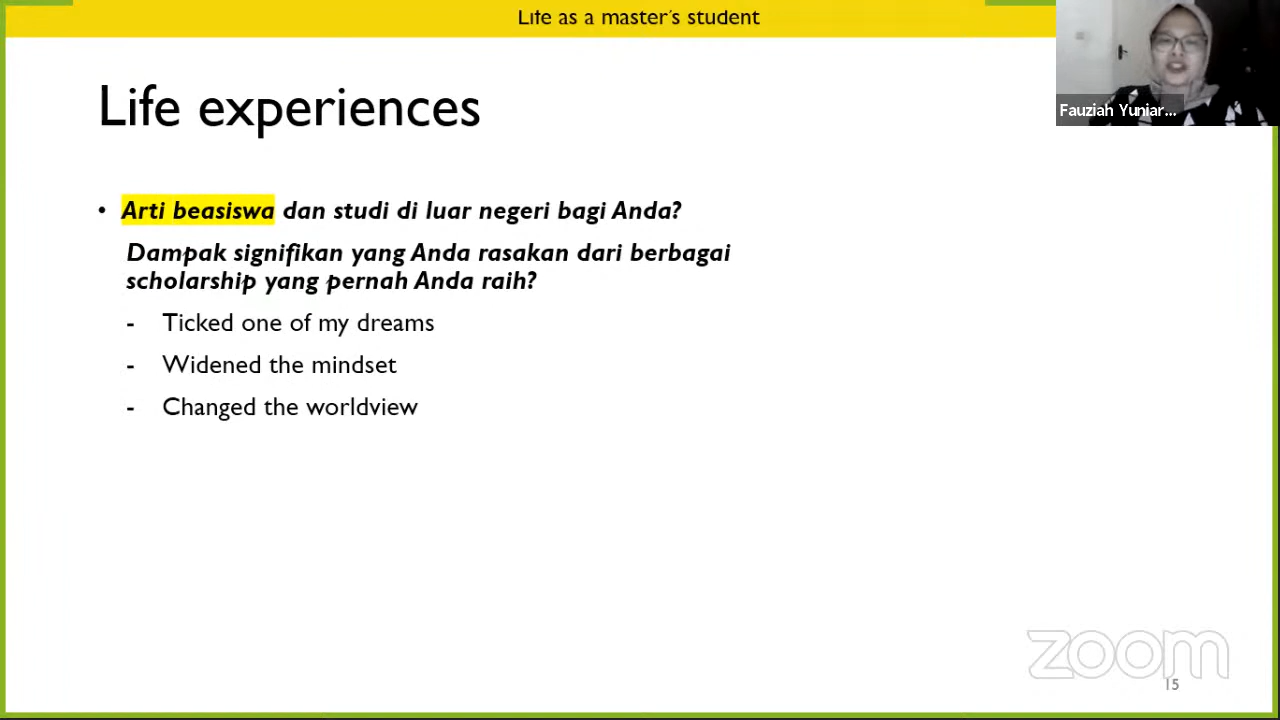 Life as a master's student
Fauziah Yuniar...
Life experiences
• Arti beasiswa dan studi di luar negeri bagi Anda?
Dampak signifikan yang Anda rasakan dari berbagai
scholarship yang pernah Anda raih?
- Ticked one of my dreams
- Widened the mindset
- Changed the worldview
zoom
15